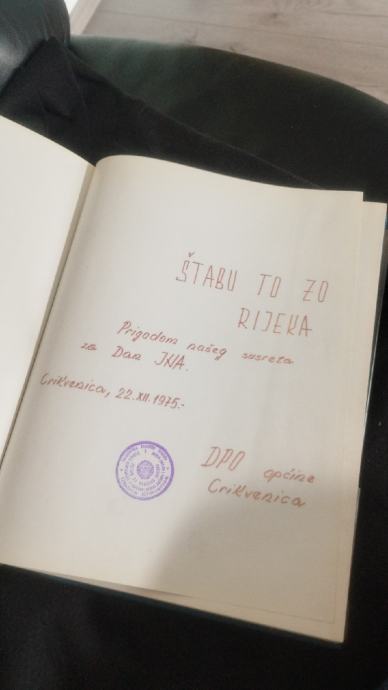 ŠTABU TO ZO
RIJEKA
Prigodom našeg susreta
za Dan JNA.
Crikvenica, 22.XII.1975.-
DPO općine
Crikvenica